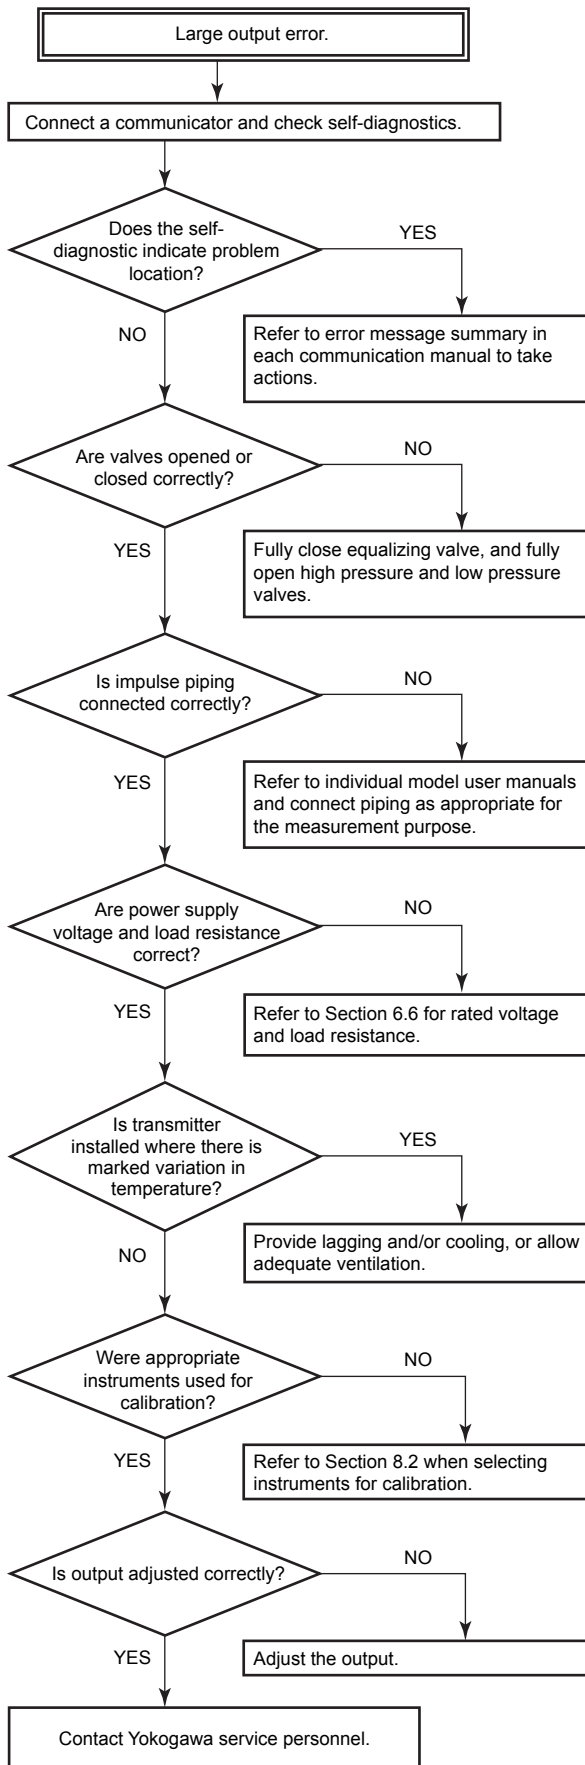 Large output error.
Connect a communicator and check self-diagnostics.
Does the self-
diagnostic indicate problem
location?
YES
NO
Refer to error message summary in
each communication manual to take
actions.
Are valves opened or
closed correctly?
NO
YES
Fully close equalizing valve, and fully
open high pressure and low pressure
valves.
Is impulse piping
connected correctly?
NO
YES
Refer to individual model user manuals
and connect piping as appropriate for
the measurement purpose.
Are power supply
voltage and load resistance
correct?
NO
YES
Refer to Section 6.6 for rated voltage
and load resistance.
Is transmitter
installed where there is
marked variation in
temperature?
YES
NO
Provide lagging and/or cooling, or allow
adequate ventilation.
Were appropriate
instruments used for
calibration?
NO
YES
Refer to Section 8.2 when selecting
instruments for calibration.
Is output adjusted correctly?
NO
YES
Adjust the output.
Contact Yokogawa service personnel.